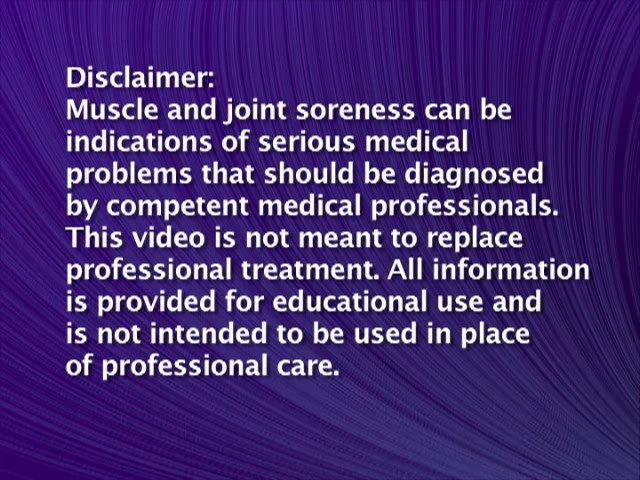 Disclaimer:
Muscle and joint soreness can be
indications of serious medical
problems that should be diagnosed
by competent medical professionals.
This video is not meant to replace
professional treatment. All information
is provided for educational use and
is not intended to be used in place
of professional care.